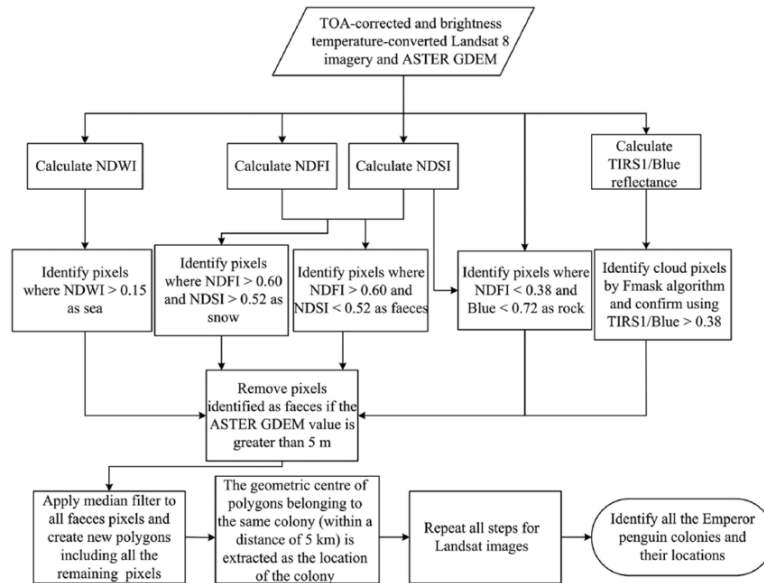 TOA-corrected and brightness
temperature-converted Landsat 8
imagery and ASTER GDEM
Calculate NDWI
Calculate NDFI
Calculate NDSI
Calculate
TIRS1/Blue
reflectance
Identify pixels
where NDWI > 0.15
as sea
Identify pixels
where NDFI > 0.60
and NDSI > 0.52 as
snow
Identify pixels where
NDFI > 0.60 and
NDSI < 0.52 as faeces
Identify pixels where
NDFI < 0.38 and
Blue < 0.72 as rock
Identify cloud pixels
by Fmask algorithm
and confirm using
TIRS1/Blue > 0.38
Remove pixels
identified as faeces if the
ASTER GDEM value is
greater than 5 m
Apply median filter to
all faeces pixels and
create new polygons
including all the
remaining pixels
The geometric centre of
polygons belonging to
the same colony (within a
distance of 5 km) is
extracted as the location
of the colony
Repeat all steps for
Landsat images
Identify all the Emperor
penguin colonies and
their locations